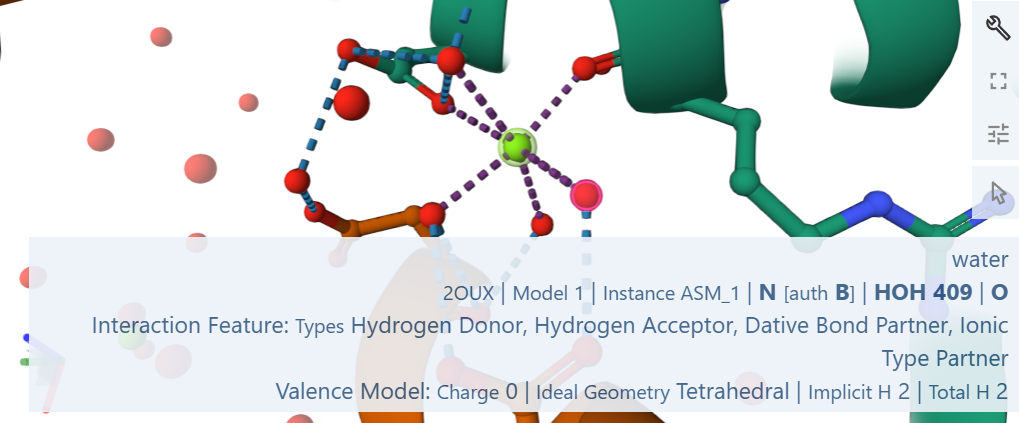 water
2OUX | Model 1 | Instance ASM_1 | N [auth B] | HOH 409 | O
Interaction Feature: Types Hydrogen Donor, Hydrogen Acceptor, Dative Bond Partner, Ionic
Type Partner
Valence Model: Charge 0 | Ideal Geometry Tetrahedral | Implicit H 2 | Total H 2